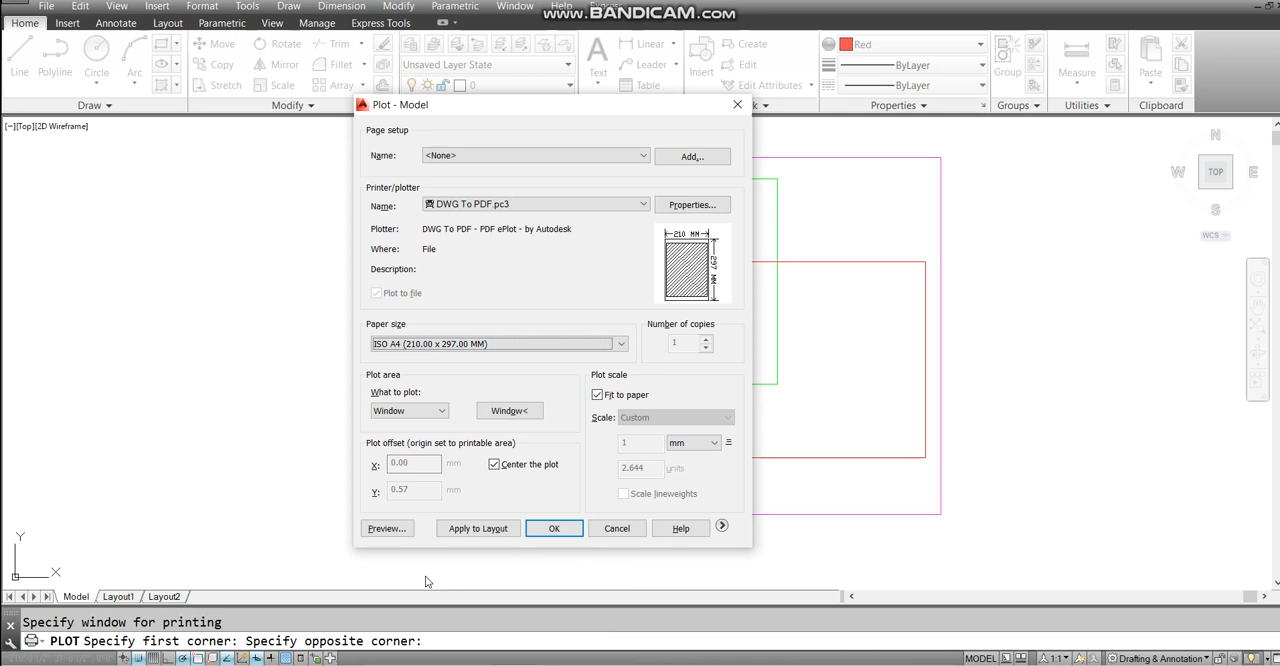 www.BANDICAM.com
Home Insert Annotate Layout Parametric View Manage Express Tools
File Edit View Insert Format Tools Draw Dimension Modify Parametric Window Help
Line Polyline Circle Arc
Move Rotate Trim
Copy Mirror Fillet
Stretch Scale Array
Unsaved Layer State
0
Text
Linear
Leader
Table
Insert
Create
Edit
Edit Attributes
Red
ByLayer
ByLayer
Group
Measure
Paste
Draw Modify Properties Groups Utilities Clipboard
[−][Top][2D Wireframe]
Plot - Model
Page setup
Name: <None> Add...
Printer/plotter
Name: DWG To PDF.pc3 Properties...
Plotter: DWG To PDF - PDF ePlot - by Autodesk
Where: File
Description:
Plot to file
210 MM
297 MM
Paper size
ISO A4 (210.00 x 297.00 MM)
Number of copies
1
Plot area
What to plot:
Window Window<
Plot offset (origin set to printable area)
X: 0.00 mm
Center the plot
Y: 0.57 mm
Plot scale
Fit to paper
Scale: Custom
1 mm =
2.644 units
Scale lineweights
Preview... Apply to Layout OK Cancel Help
N
W TOP E
S
WCS
Y
X
Model Layout1 Layout2
Specify window for printing
PLOT Specify first corner: Specify opposite corner:
MODEL 1:1 Drafting & Annotation